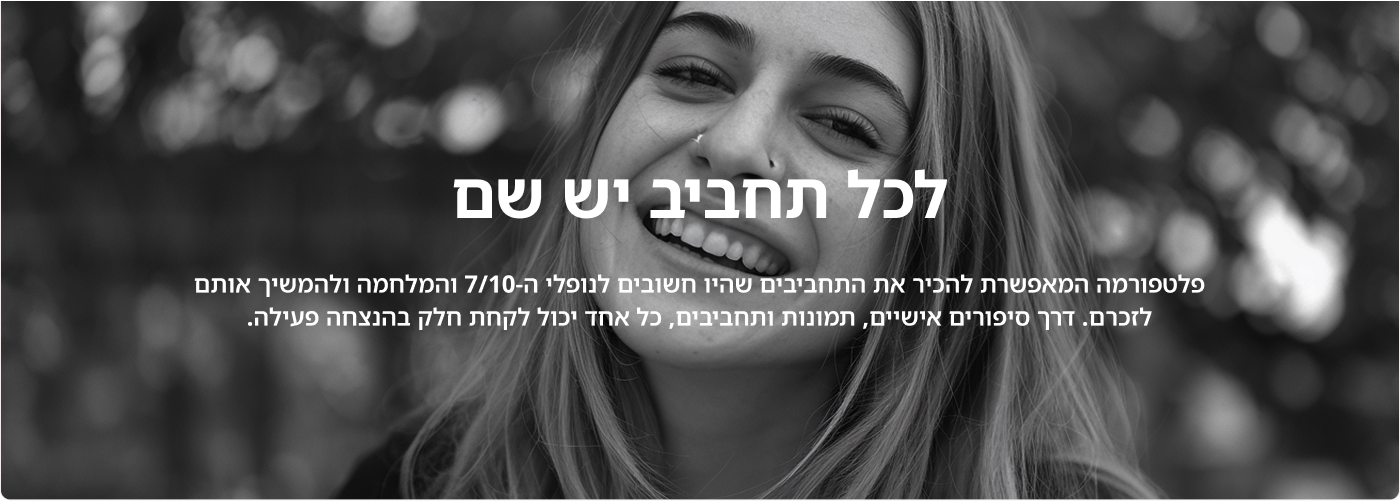 לכל תחביב יש שם
פלטפורמה המאפשרת להכיר את התחביבים שהיו חשובים לנופלי ה-7/10 והמלחמה ולהמשיך אותם
לזכרם. דרך סיפורים אישיים, תמונות ותחביבים, כל אחד יכול לקחת חלק בהנצחה פעילה.